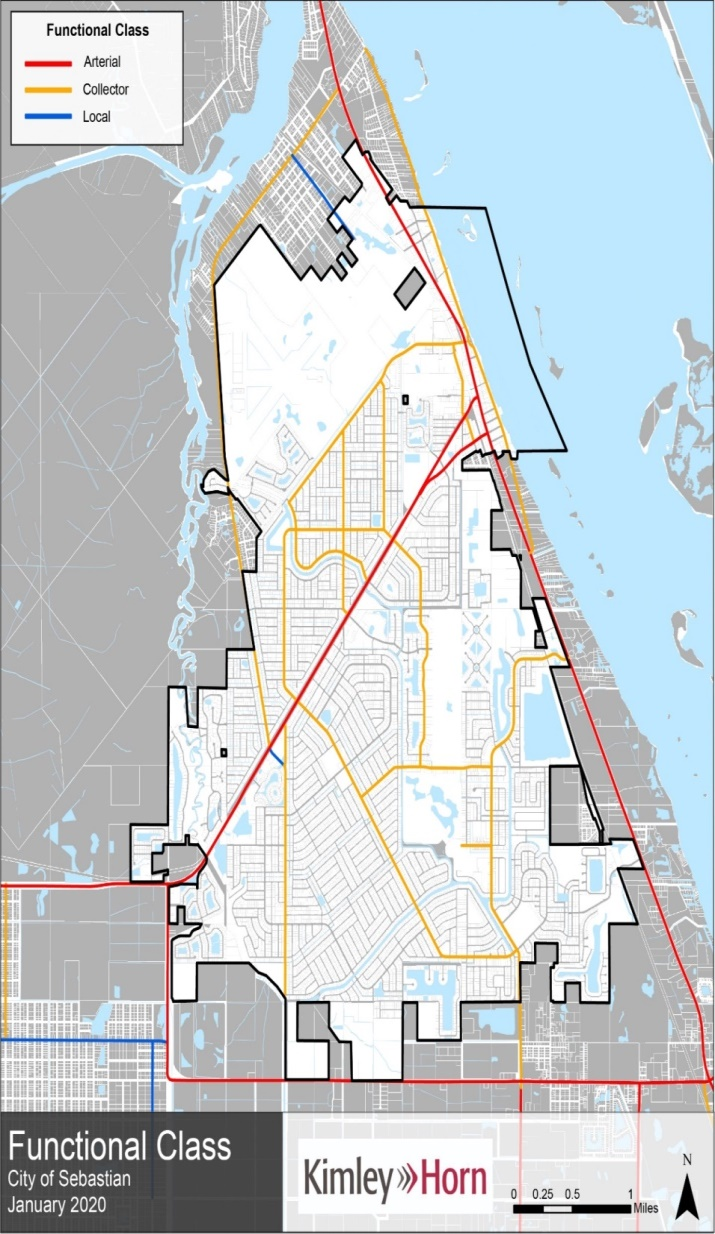 Functional Class
Arterial
Collector
Local
Functional Class
City of Sebastian
January 2020
Kimley»Horn
N
0 0.25 0.5 1
Miles